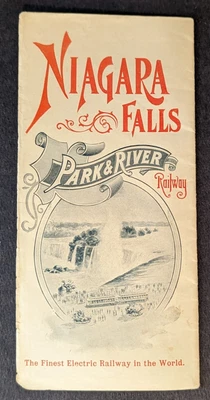 NIAGARA
FALLS
PARK & RIVER
Railway
The Finest Electric Railway in the World.